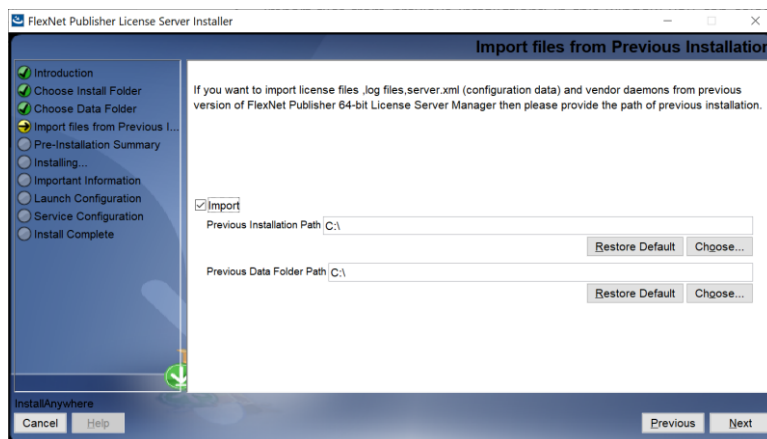 FlexNet Publisher License Server Installer
Import files from Previous Installation
Introduction
Choose Install Folder
Choose Data Folder
Import files from Previous I...
Pre-Installation Summary
Installing...
Important Information
Launch Configuration
Service Configuration
Install Complete
If you want to import license files ,log files,server.xml (configuration data) and vendor daemons from previous
version of FlexNet Publisher 64-bit License Server Manager then please provide the path of previous installation.
Import
Previous Installation Path C:\
Restore Default Choose...
Previous Data Folder Path C:\
Restore Default Choose...
InstallAnywhere
Cancel Help Previous Next